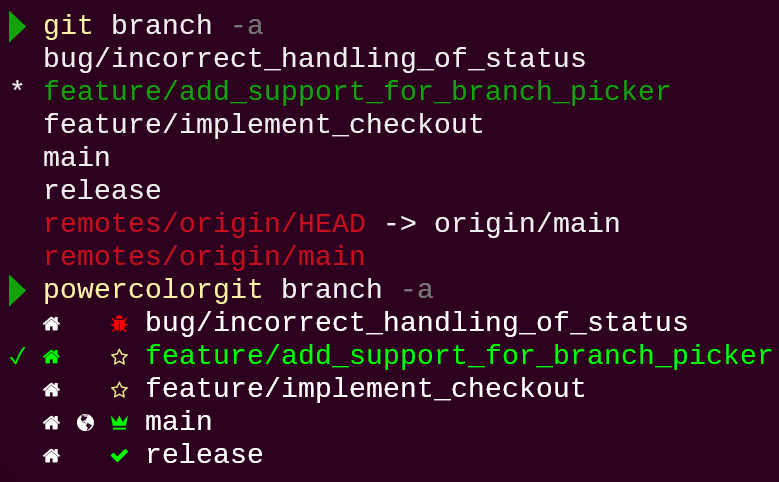 git branch -a
bug/incorrect_handling_of_status
* feature/add_support_for_branch_picker
feature/implement_checkout
main
release
remotes/origin/HEAD -> origin/main
remotes/origin/main
powercolorgit branch -a
bug/incorrect_handling_of_status
✓ feature/add_support_for_branch_picker
feature/implement_checkout
main
release